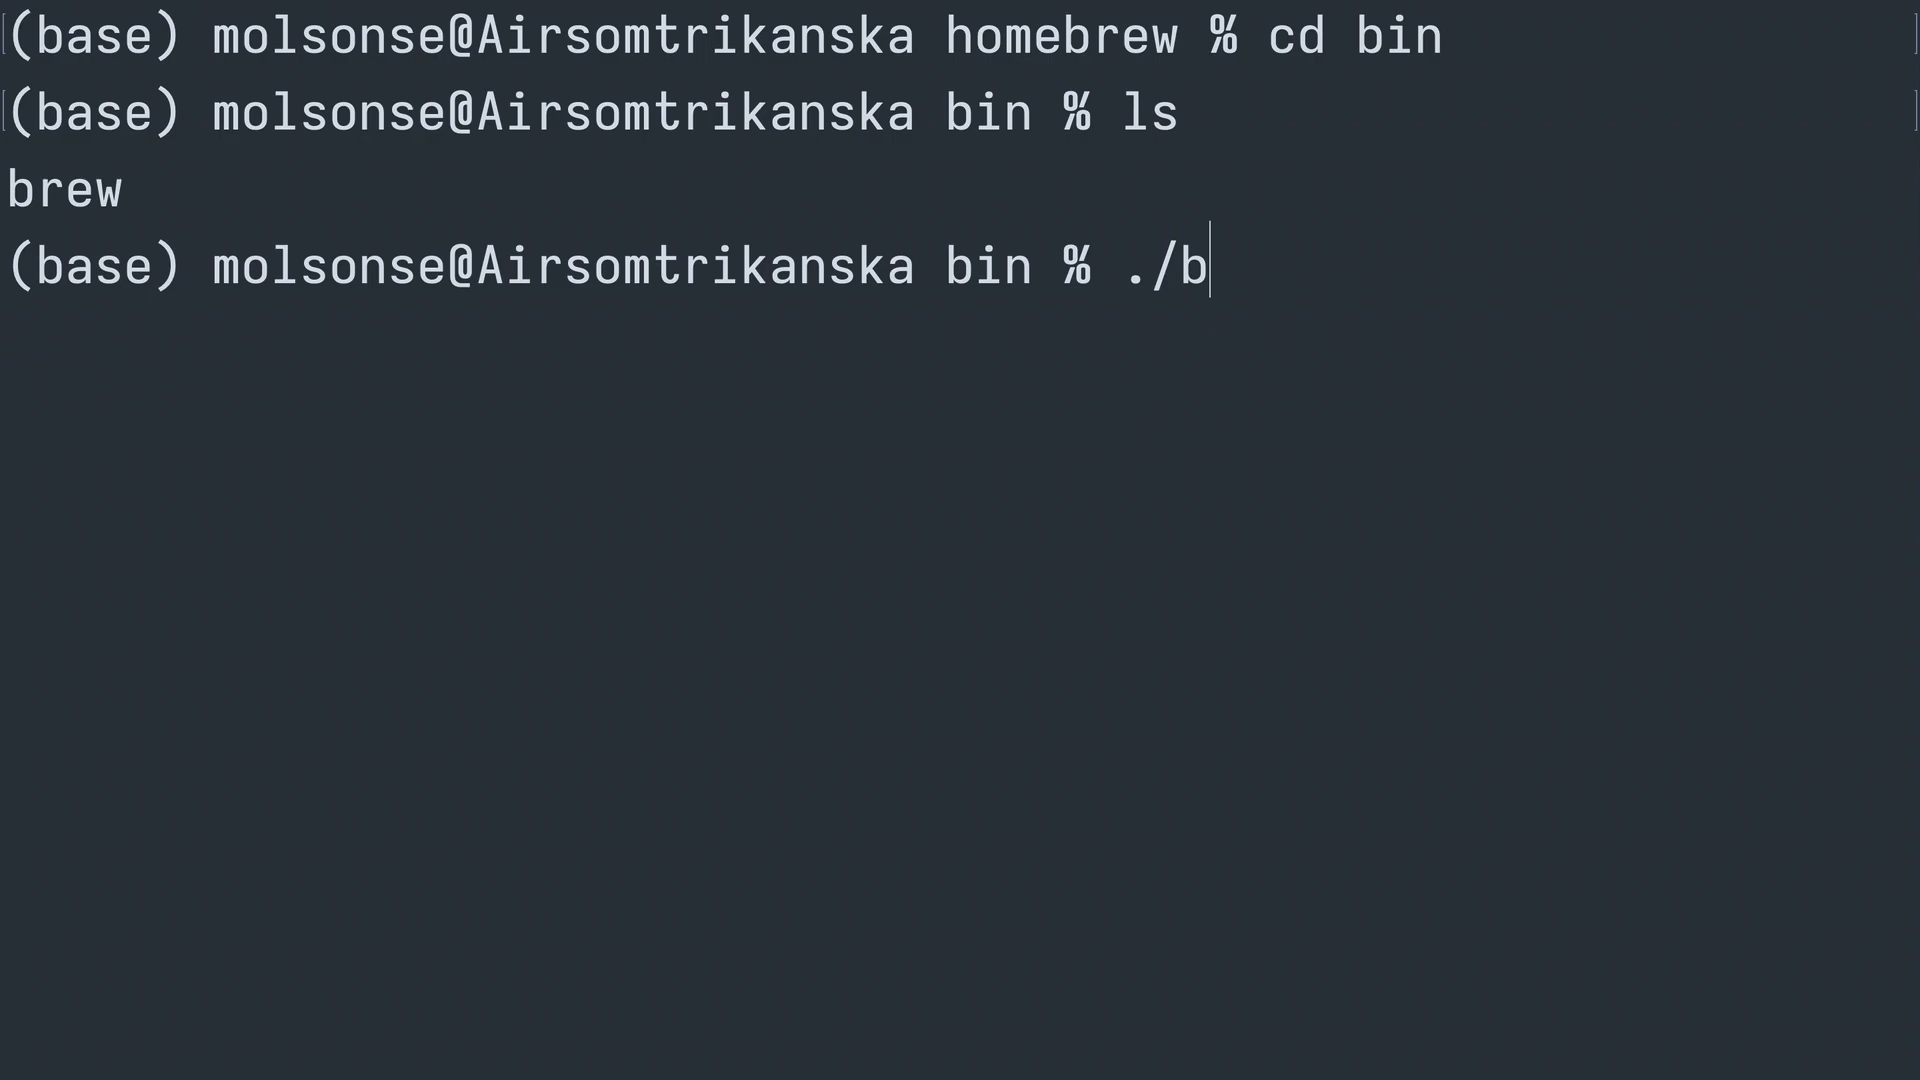 (base) molsonse@Airsomtrikanska homebrew % cd bin
(base) molsonse@Airsomtrikanska bin % ls
brew
(base) molsonse@Airsomtrikanska bin % ./b